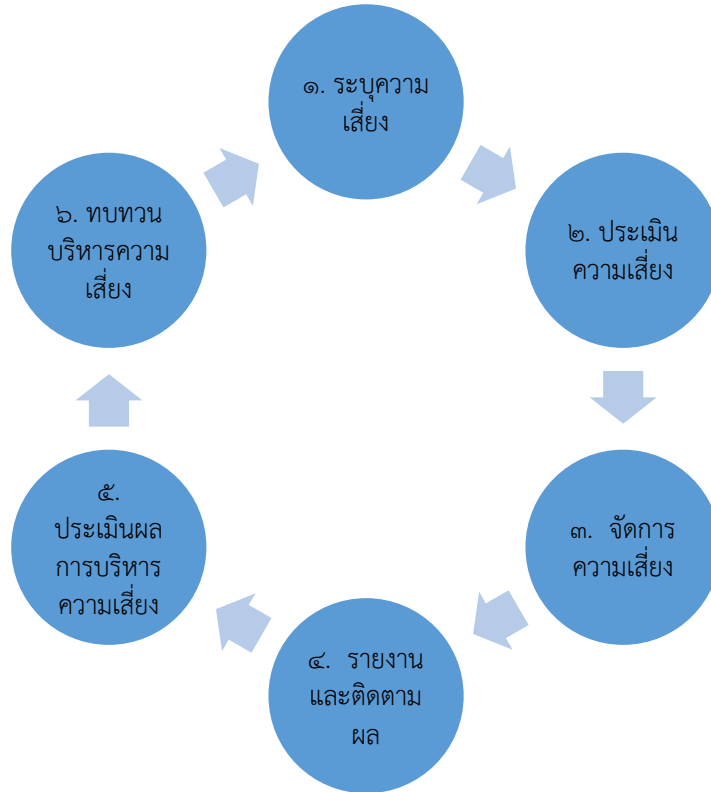 ๑. ระบุความ
เสี่ยง
๒. ประเมิน
ความเสี่ยง
๓. จัดการ
ความเสี่ยง
๔. รายงาน
และติดตาม
ผล
๕.
ประเมินผล
การบริหาร
ความเสี่ยง
๖. ทบทวน
บริหารความ
เสี่ยง